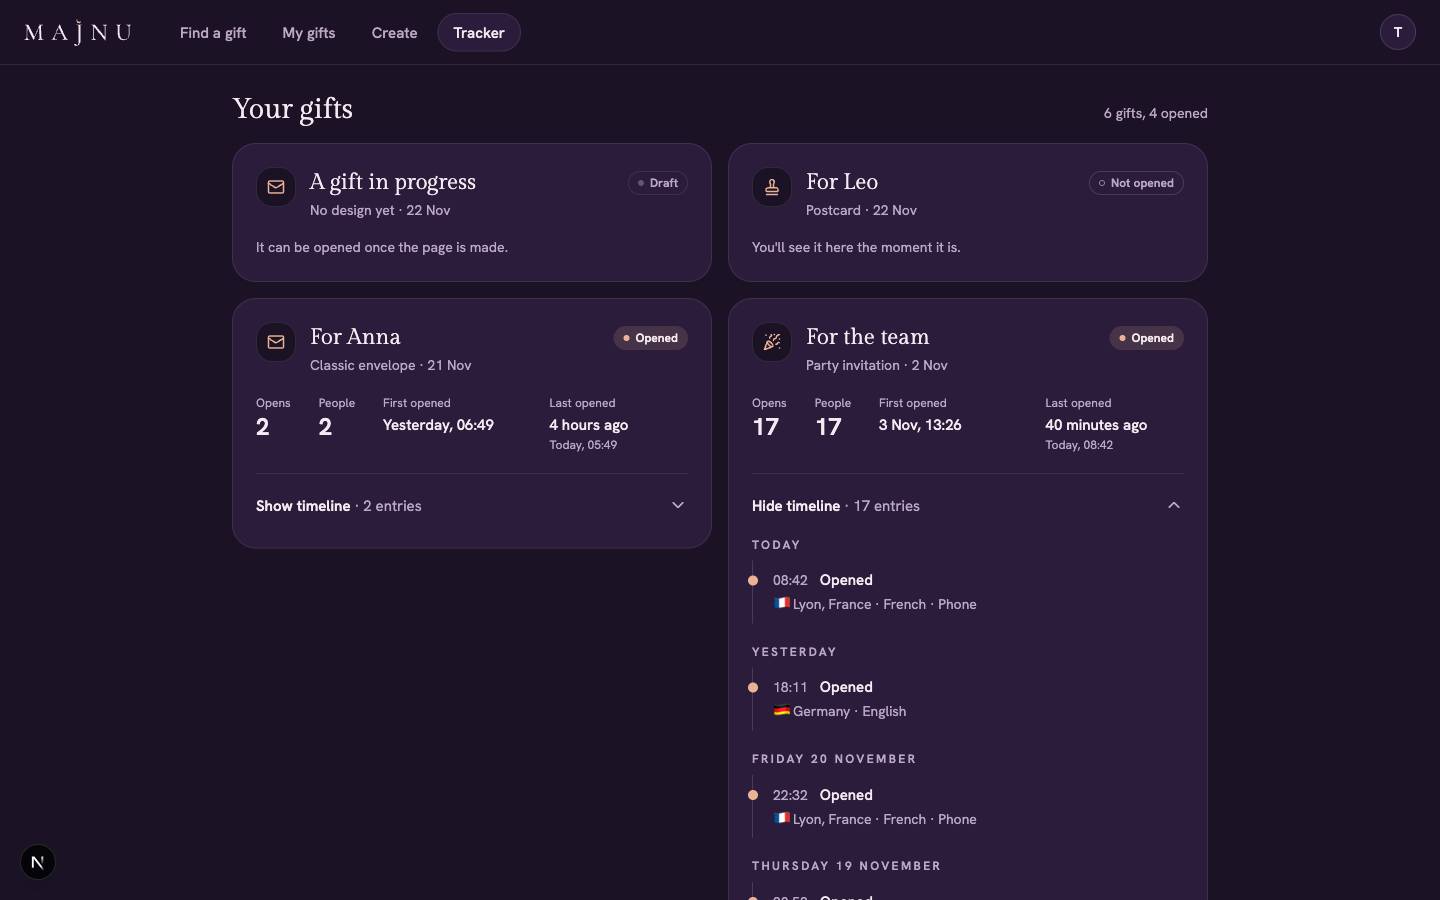 MAJNU
Find a gift
My gifts
Create
Tracker
T
Your gifts
6 gifts, 4 opened
A gift in progress
Draft
No design yet · 22 Nov
It can be opened once the page is made.
For Leo
Not opened
Postcard · 22 Nov
You'll see it here the moment it is.
For Anna
Opened
Classic envelope · 21 Nov
Opens
People
First opened
Last opened
2
2
Yesterday, 06:49
4 hours ago
Today, 05:49
Show timeline · 2 entries
For the team
Opened
Party invitation · 2 Nov
Opens
People
First opened
Last opened
17
17
3 Nov, 13:26
40 minutes ago
Today, 08:42
Hide timeline · 17 entries
TODAY
08:42 Opened
Lyon, France · French · Phone
YESTERDAY
18:11 Opened
Germany · English
FRIDAY 20 NOVEMBER
22:32 Opened
Lyon, France · French · Phone
THURSDAY 19 NOVEMBER
Opened
N